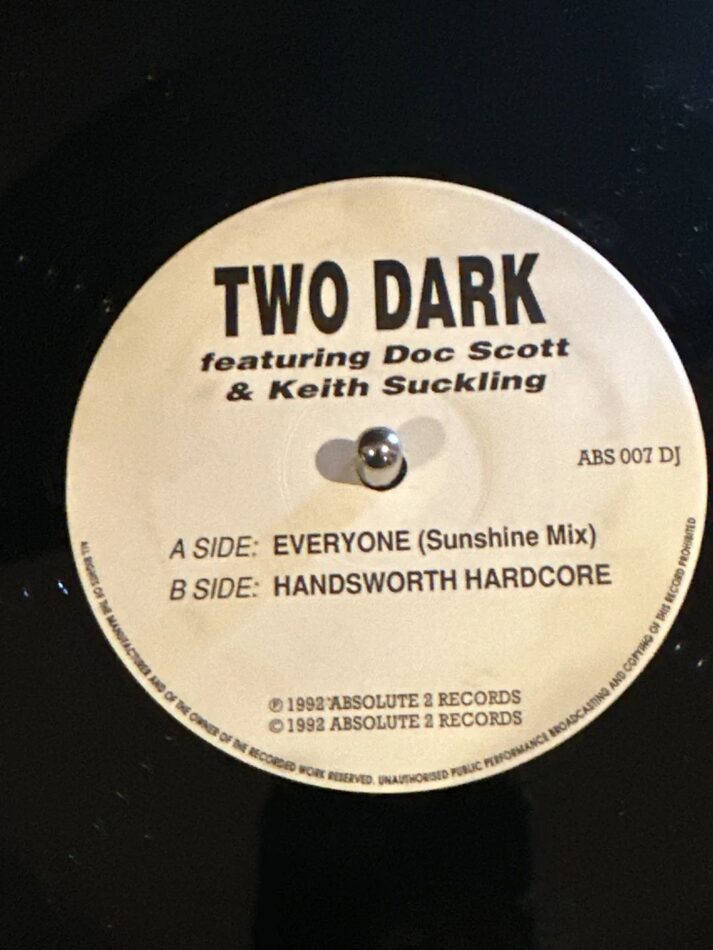 TWO DARK
featuring Doc Scott
& Keith Suckling
ABS 007 DJ
A SIDE: EVERYONE (Sunshine Mix)
B SIDE: HANDSWORTH HARDCORE
℗ 1992 ABSOLUTE 2 RECORDS
© 1992 ABSOLUTE 2 RECORDS
ALL RIGHTS OF THE MANUFACTURER AND OF THE OWNER OF THE RECORDED WORK RESERVED. UNAUTHORISED PUBLIC PERFORMANCE BROADCASTING AND COPYING OF THIS RECORD PROHIBITED